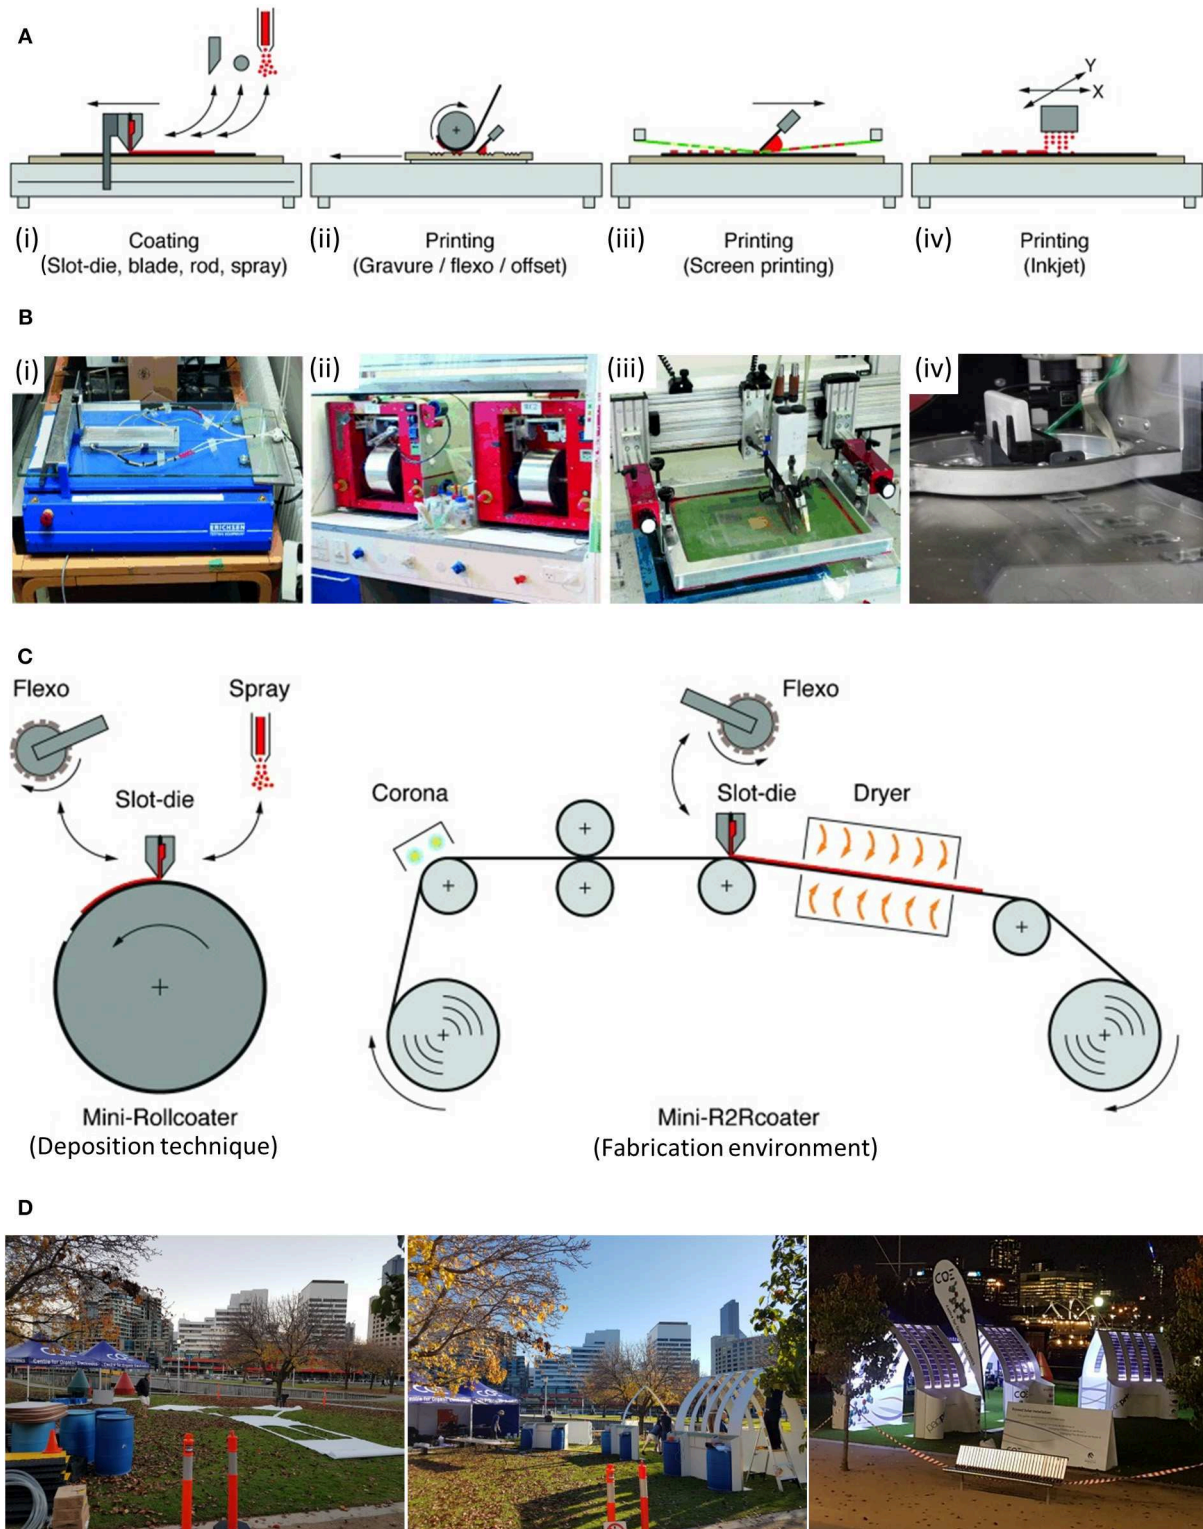 A
Y
X
(i)
Coating
(Slot-die, blade, rod, spray)
(ii)
Printing
(Gravure / flexo / offset)
(iii)
Printing
(Screen printing)
(iv)
Printing
(Inkjet)
B
(i)
(ii)
(iii)
(iv)
ERICHSEN
C
Flexo
Spray
Slot-die
Mini-Rollcoater
(Deposition technique)
Flexo
Corona
Slot-die
Dryer
Mini-R2Rcoater
(Fabrication environment)
D